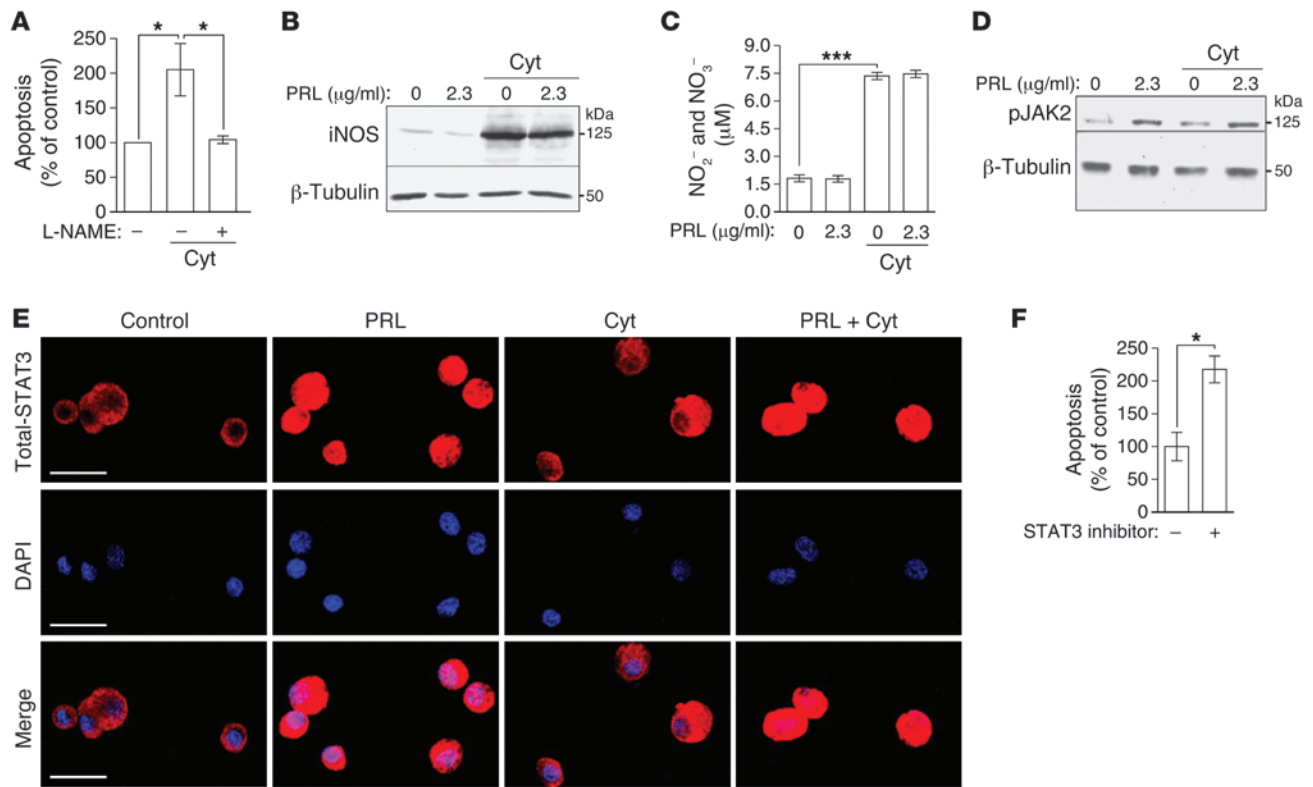 A
Apoptosis
(% of control)
250
200
150
100
50
0
*
*
L-NAME: – – +
Cyt
B
Cyt
PRL (μg/ml): 0 2.3 0 2.3
kDa
iNOS
125
β-Tubulin
50
C
NO₂⁻ and NO₃⁻
(μM)
9.0
7.5
6.0
4.5
3.0
1.5
0
***
PRL (μg/ml): 0 2.3 0 2.3
Cyt
D
Cyt
PRL (μg/ml): 0 2.3 0 2.3
kDa
pJAK2
125
β-Tubulin
50
E
Control PRL Cyt PRL + Cyt
Total-STAT3
DAPI
Merge
F
Apoptosis
(% of control)
250
200
150
100
50
0
*
STAT3 inhibitor: – +